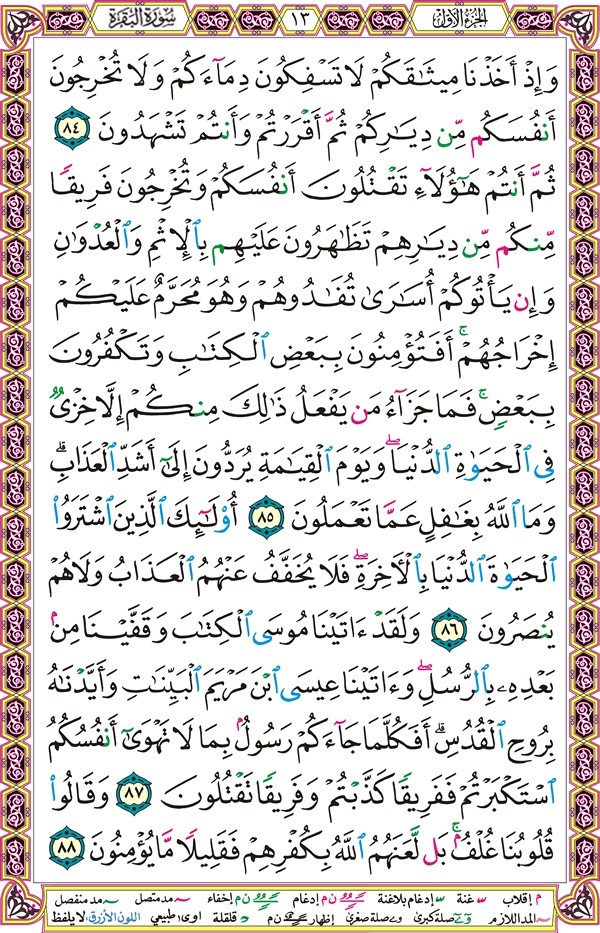 الجزء الأول ١٣ سورة البقرة
وَإِذْ أَخَذْنَا مِيثَٰقَكُمْ لَا تَسْفِكُونَ دِمَآءَكُمْ وَلَا تُخْرِجُونَ
أَنفُسَكُم مِّن دِيَٰرِكُمْ ثُمَّ أَقْرَرْتُمْ وَأَنتُمْ تَشْهَدُونَ ٨٤
ثُمَّ أَنتُمْ هَٰٓؤُلَآءِ تَقْتُلُونَ أَنفُسَكُمْ وَتُخْرِجُونَ فَرِيقًا
مِّنكُم مِّن دِيَٰرِهِمْ تَظَٰهَرُونَ عَلَيْهِم بِٱلْإِثْمِ وَٱلْعُدْوَٰنِ
وَإِن يَأْتُوكُمْ أُسَٰرَىٰ تُفَٰدُوهُمْ وَهُوَ مُحَرَّمٌ عَلَيْكُمْ
إِخْرَاجُهُمْ ۚ أَفَتُؤْمِنُونَ بِبَعْضِ ٱلْكِتَٰبِ وَتَكْفُرُونَ
بِبَعْضٍ ۚ فَمَا جَزَآءُ مَن يَفْعَلُ ذَٰلِكَ مِنكُمْ إِلَّا خِزْىٌ
فِى ٱلْحَيَوٰةِ ٱلدُّنْيَا ۖ وَيَوْمَ ٱلْقِيَٰمَةِ يُرَدُّونَ إِلَىٰٓ أَشَدِّ ٱلْعَذَابِ ۗ
وَمَا ٱللَّهُ بِغَٰفِلٍ عَمَّا تَعْمَلُونَ ٨٥ أُو۟لَٰٓئِكَ ٱلَّذِينَ ٱشْتَرَوُا۟
ٱلْحَيَوٰةَ ٱلدُّنْيَا بِٱلْءَاخِرَةِ ۖ فَلَا يُخَفَّفُ عَنْهُمُ ٱلْعَذَابُ وَلَا هُمْ
يُنصَرُونَ ٨٦ وَلَقَدْ ءَاتَيْنَا مُوسَى ٱلْكِتَٰبَ وَقَفَّيْنَا مِنۢ
بَعْدِهِۦ بِٱلرُّسُلِ ۖ وَءَاتَيْنَا عِيسَى ٱبْنَ مَرْيَمَ ٱلْبَيِّنَٰتِ وَأَيَّدْنَٰهُ
بِرُوحِ ٱلْقُدُسِ ۗ أَفَكُلَّمَا جَآءَكُمْ رَسُولٌۢ بِمَا لَا تَهْوَىٰٓ أَنفُسُكُمُ
ٱسْتَكْبَرْتُمْ فَفَرِيقًا كَذَّبْتُمْ وَفَرِيقًا تَقْتُلُونَ ٨٧ وَقَالُوا۟
قُلُوبُنَا غُلْفٌۢ ۚ بَل لَّعَنَهُمُ ٱللَّهُ بِكُفْرِهِمْ فَقَلِيلًا مَّا يُؤْمِنُونَ ٨٨
م إقلاب غنة إدغام بلاغنة ن م إدغام ن م إخفاء مد متصل مد منفصل
المد اللازم صلة كبرى صلة صغرى إظهار ن م قلقلة اوى طبيعي اللون الأزرق: لا يلفظ